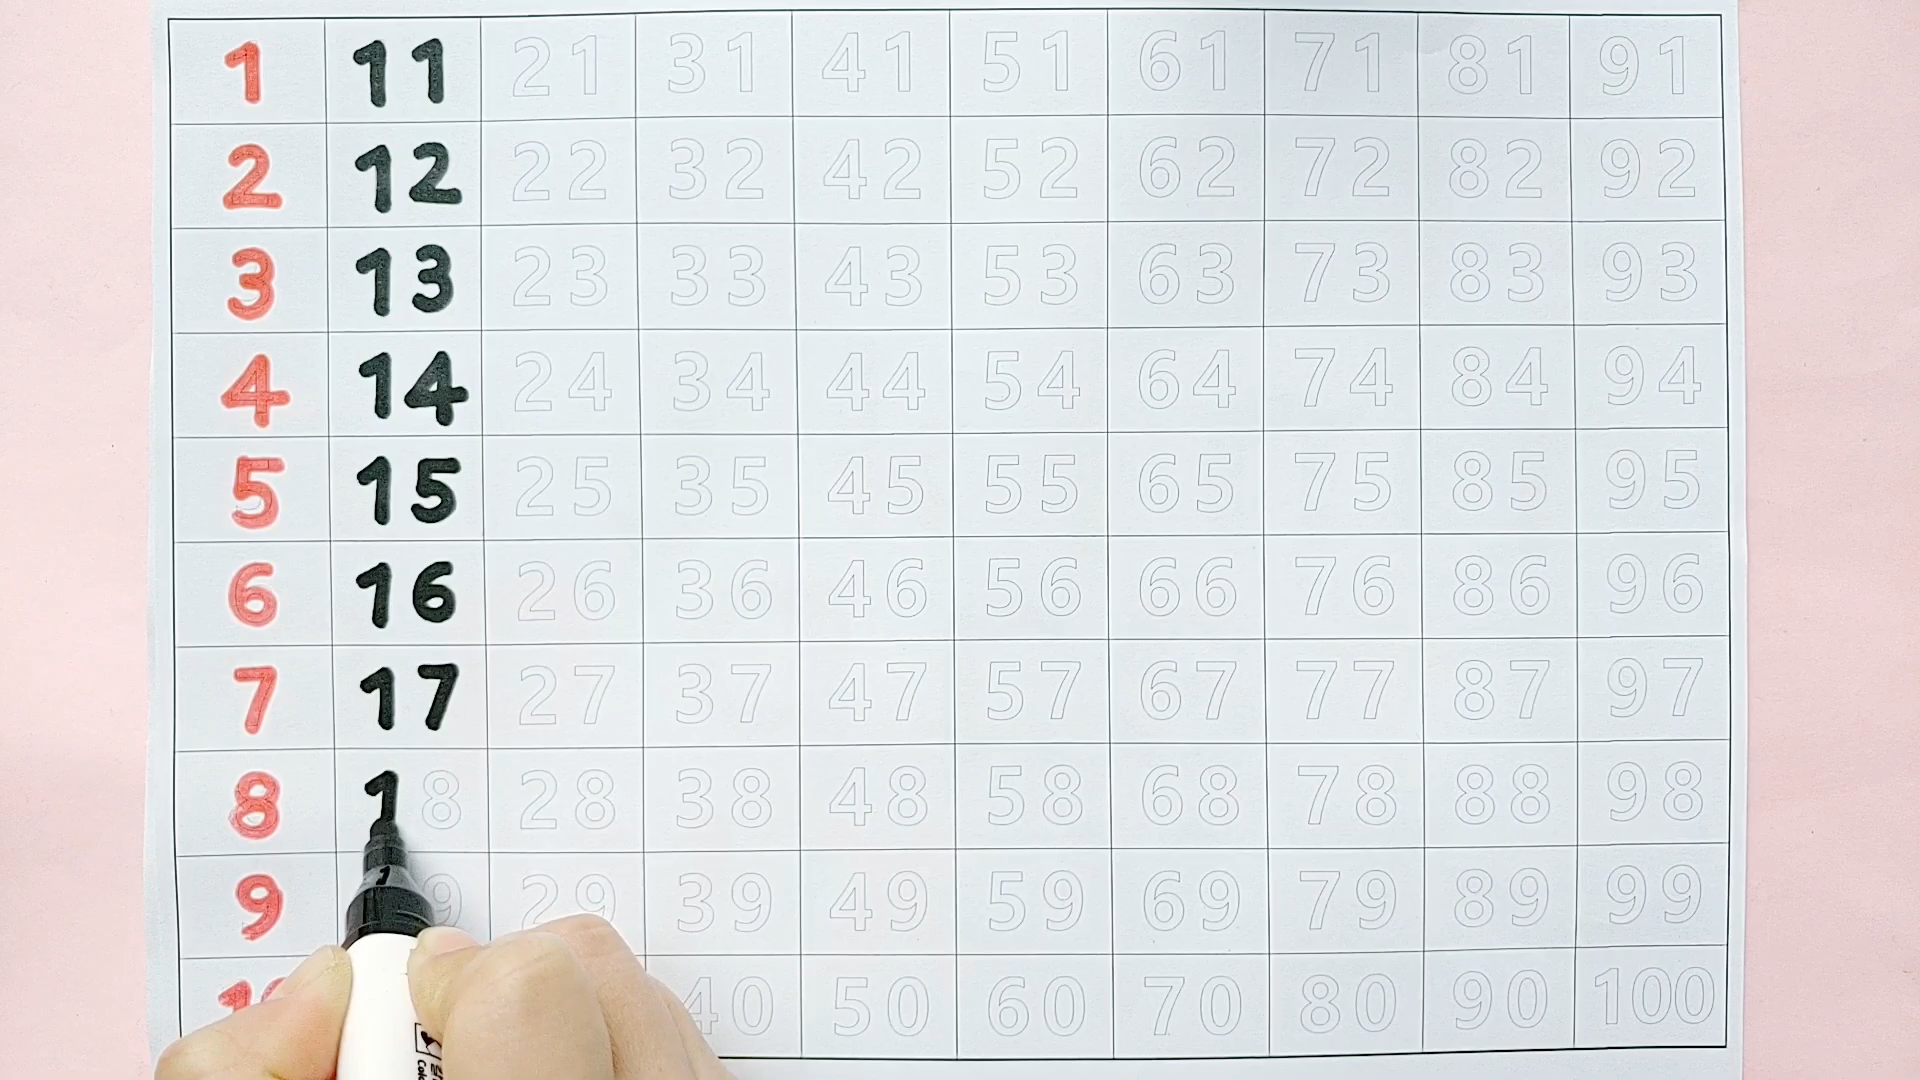 1 11 21 31 41 51 61 71 81 91
2 12 22 32 42 52 62 72 82 92
3 13 23 33 43 53 63 73 83 93
4 14 24 34 44 54 64 74 84 94
5 15 25 35 45 55 65 75 85 95
6 16 26 36 46 56 66 76 86 96
7 17 27 37 47 57 67 77 87 97
8 18 28 38 48 58 68 78 88 98
9 9 29 39 49 59 69 79 89 99
10 40 50 60 70 80 90 100